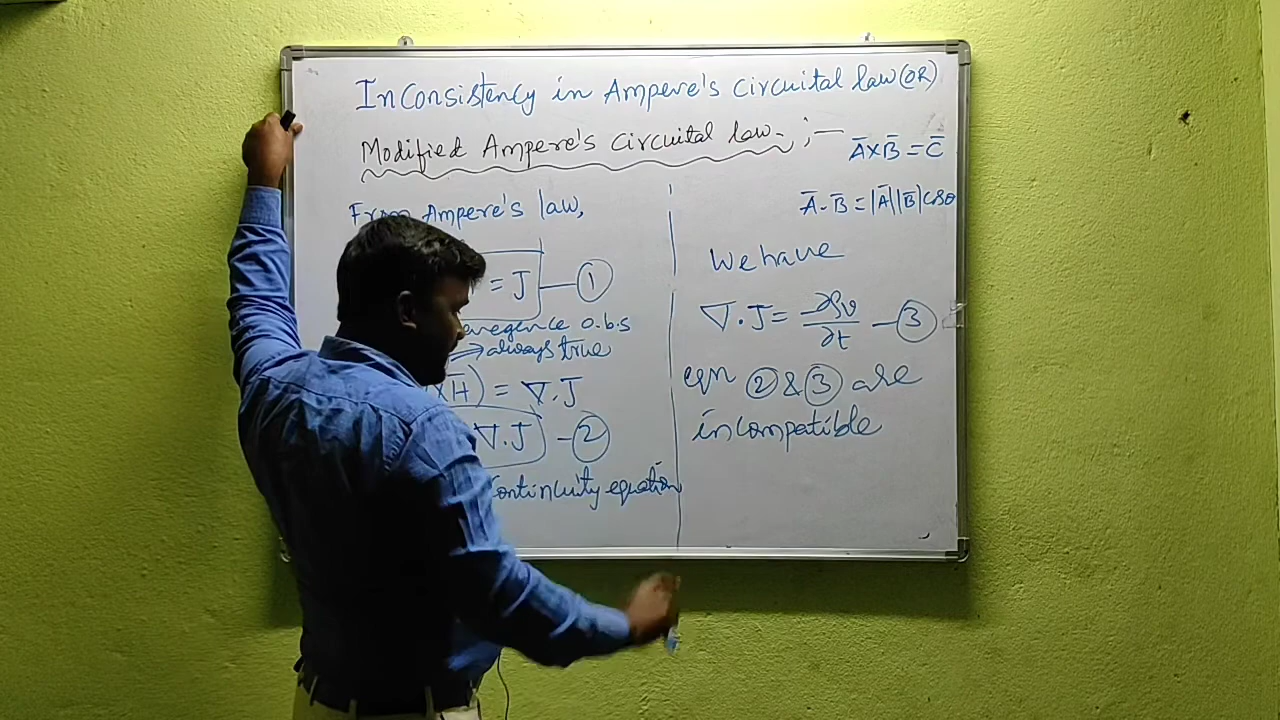 Inconsistency in Ampere's circuital law (OR)
Modified Ampere's circuital law. ;—
A̅ × B̅ = C̅
A̅ . B̅ = |A̅| |B̅| cosθ
From Ampere's law,
= J — ①
o.b.s
⇒ always true
×H̅) = ∇ . J
∇ . J — ②
continuity equation
We have
∇ . J = ∂ρv/∂t — ③
eqn ② & ③ are
incompatible